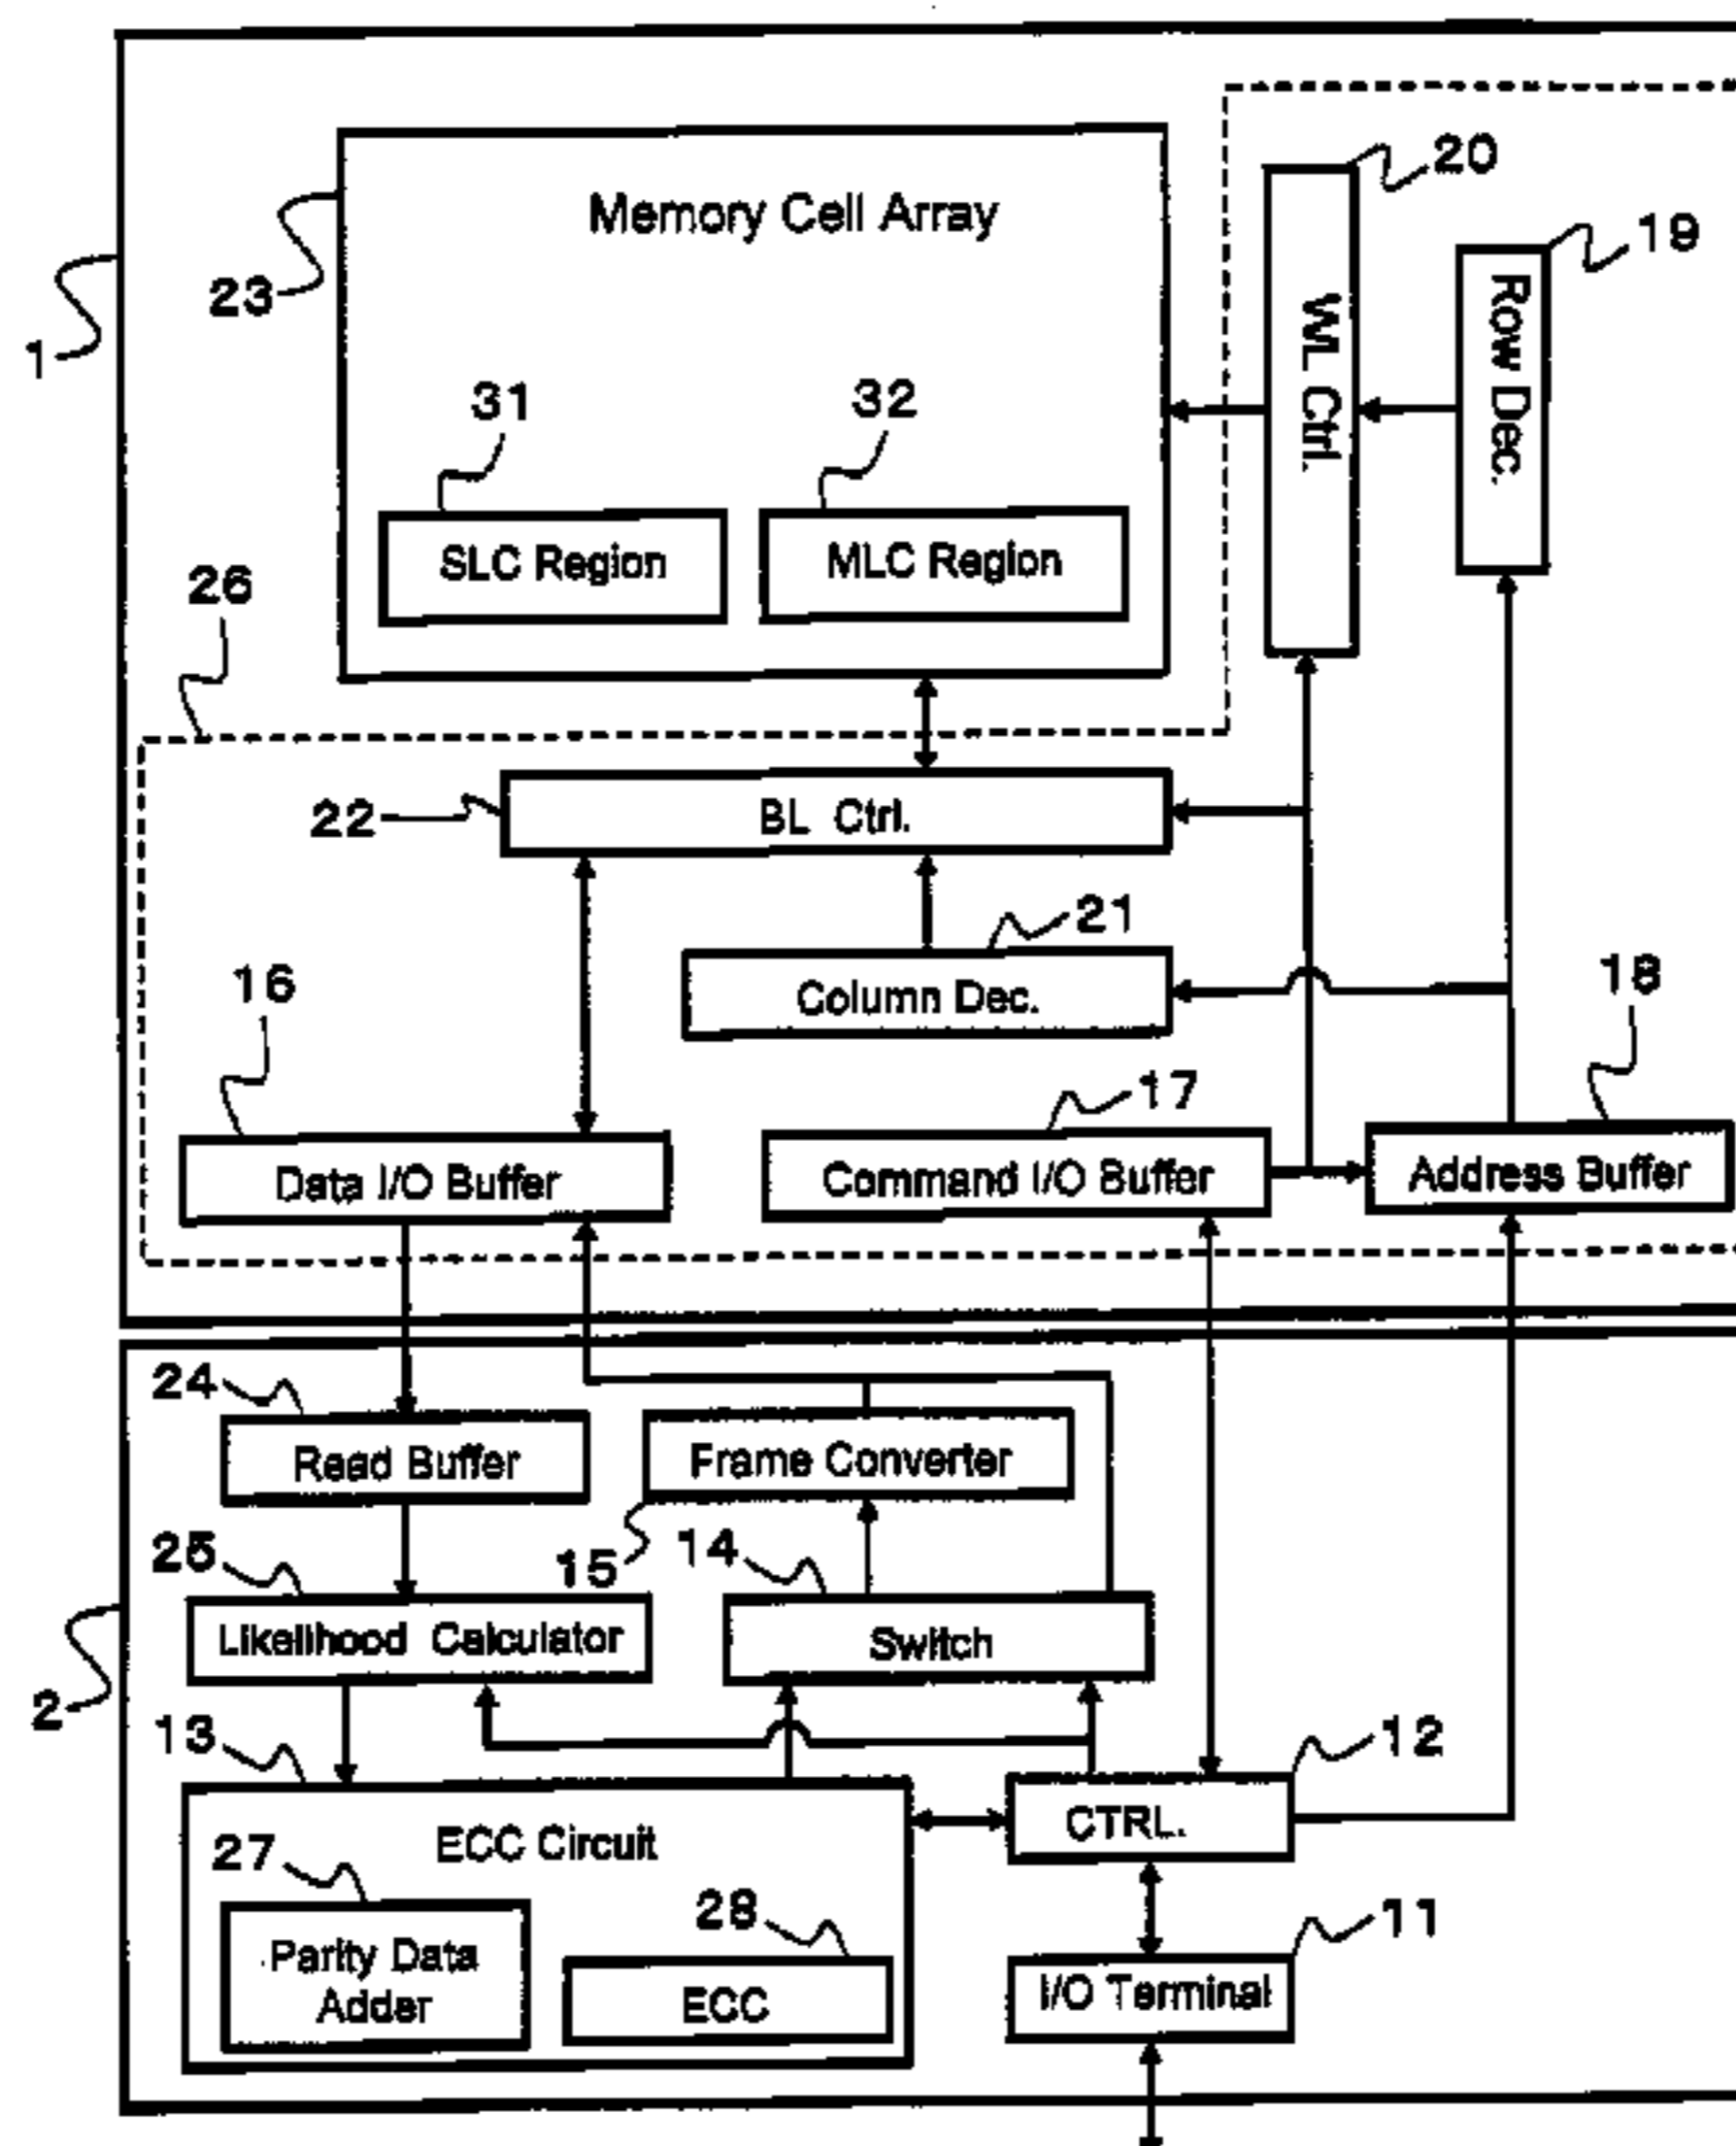 20
19
Memory Cell Array
23
1
WL Ctrl.
Row Dec.
31
32
SLC Region
MLC Region
26
22
BL Ctrl.
21
16
Column Dec.
18
17
Data I/O Buffer
Command I/O Buffer
Address Buffer
24
Read Buffer
Frame Converter
25
15
14
Likelihood Calculator
Switch
2
13
12
CTRL.
ECC Circuit
27
28
11
Parity Data
Adder
ECC
I/O Terminal